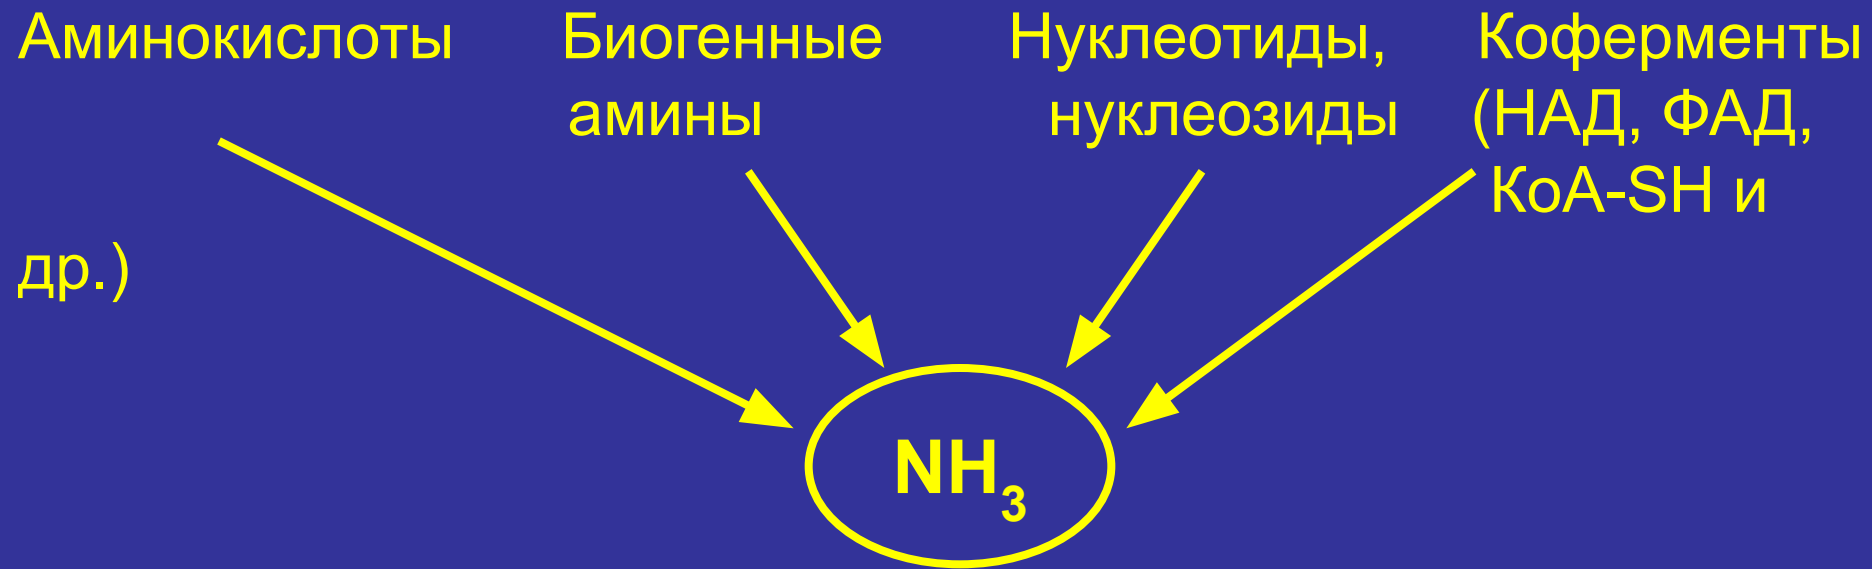 Аминокислоты Биогенные Нуклеотиды, Коферменты
амины нуклеозиды (НАД, ФАД,
КоА-SH и
др.)
NH₃